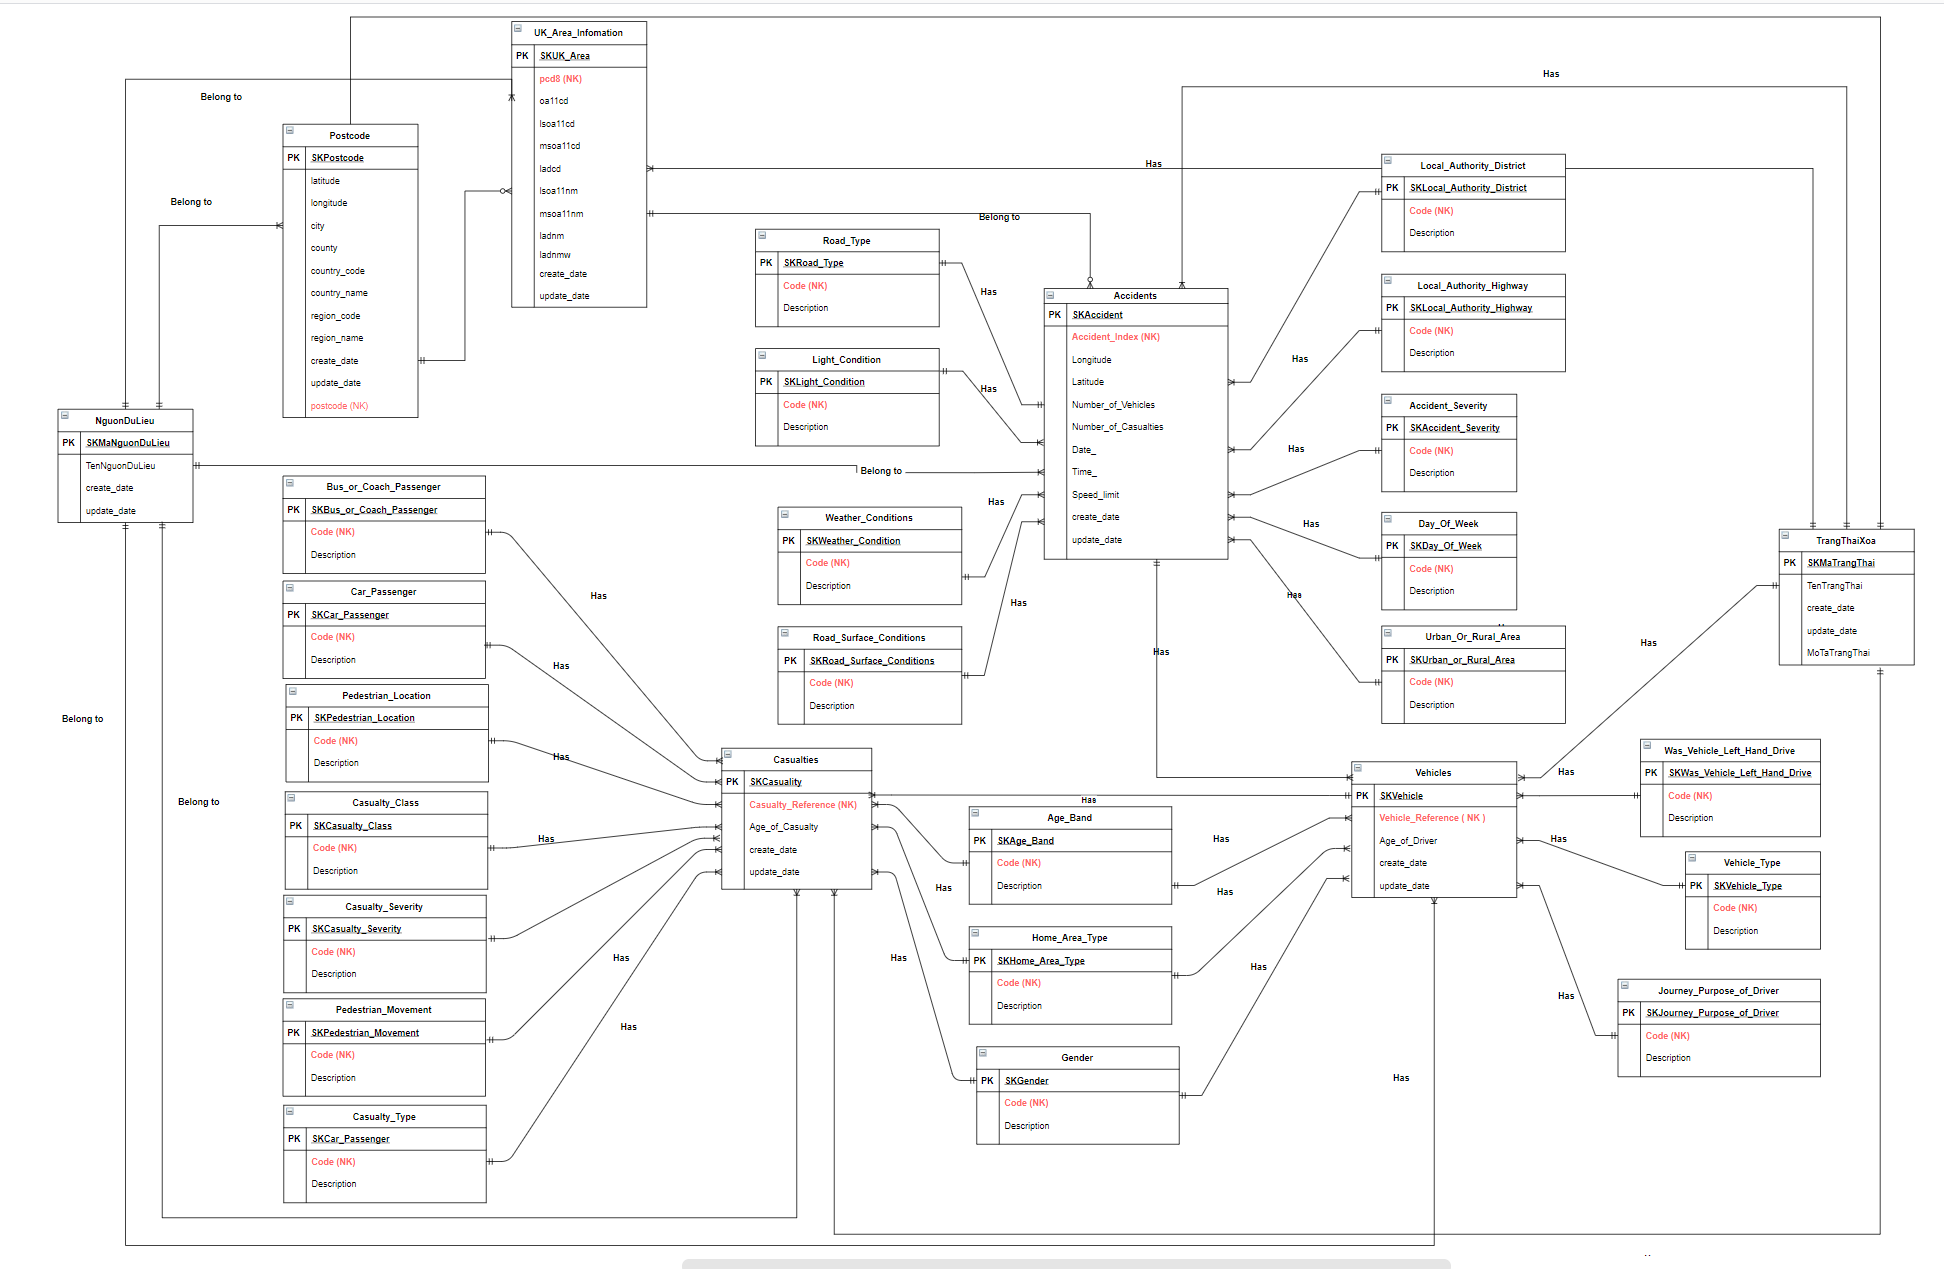 UK_Area_Infomation
PK SKUK_Area
pcd8 (NK)
oa11cd
lsoa11cd
msoa11cd
ladcd
lsoa11nm
msoa11nm
ladnm
ladnmw
create_date
update_date
Has
Belong to
Postcode
PK SKPostcode
latitude
longitude
city
county
country_code
country_name
region_code
region_name
create_date
update_date
postcode (NK)
Belong to
Has
Belong to
Local_Authority_District
PK SKLocal_Authority_District
Code (NK)
Description
Road_Type
PK SKRoad_Type
Code (NK)
Description
Has
Accidents
PK SKAccident
Accident_Index (NK)
Longitude
Latitude
Number_of_Vehicles
Number_of_Casualties
Date_
Time_
Speed_limit
create_date
update_date
Local_Authority_Highway
PK SKLocal_Authority_Highway
Code (NK)
Description
Has
Light_Condition
PK SKLight_Condition
Code (NK)
Description
Has
Accident_Severity
PK SKAccident_Severity
Code (NK)
Description
Has
NguonDuLieu
PK SKMaNguonDuLieu
TenNguonDuLieu
create_date
update_date
Belong to
Bus_or_Coach_Passenger
PK SKBus_or_Coach_Passenger
Code (NK)
Description
Has
Weather_Conditions
PK SKWeather_Condition
Code (NK)
Description
Has
Day_Of_Week
PK SKDay_Of_Week
Code (NK)
Description
Has
TrangThaiXoa
PK SKMaTrangThai
TenTrangThai
create_date
update_date
MoTaTrangThai
Car_Passenger
PK SKCar_Passenger
Code (NK)
Description
Has
Has
Has
Road_Surface_Conditions
PK SKRoad_Surface_Conditions
Code (NK)
Description
Has
Urban_Or_Rural_Area
PK SKUrban_or_Rural_Area
Code (NK)
Description
Has
Pedestrian_Location
PK SKPedestrian_Location
Code (NK)
Description
Has
Belong to
Belong to
Casualties
PK SKCasuality
Casualty_Reference (NK)
Age_of_Casualty
create_date
update_date
Has
Vehicles
PK SKVehicle
Vehicle_Reference ( NK )
Age_of_Driver
create_date
update_date
Has
Was_Vehicle_Left_Hand_Drive
PK SKWas_Vehicle_Left_Hand_Drive
Code (NK)
Description
Casualty_Class
PK SKCasualty_Class
Code (NK)
Description
Has
Age_Band
PK SKAge_Band
Code (NK)
Description
Has
Has
Vehicle_Type
PK SKVehicle_Type
Code (NK)
Description
Has
Has
Casualty_Severity
PK SKCasualty_Severity
Code (NK)
Description
Has
Has
Home_Area_Type
PK SKHome_Area_Type
Code (NK)
Description
Has
Has
Journey_Purpose_of_Driver
PK SKJourney_Purpose_of_Driver
Code (NK)
Description
Pedestrian_Movement
PK SKPedestrian_Movement
Code (NK)
Description
Has
Gender
PK SKGender
Code (NK)
Description
Has
Casualty_Type
PK SKCar_Passenger
Code (NK)
Description